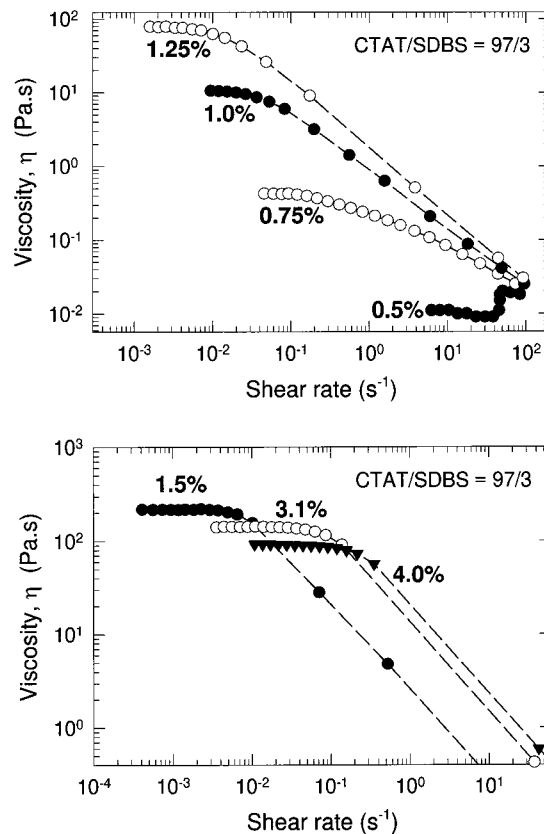 10²
10¹
10⁰
10⁻¹
10⁻²
Viscosity, η (Pa.s)
CTAT/SDBS = 97/3
1.25%
1.0%
0.75%
0.5%
10⁻³ 10⁻² 10⁻¹ 10⁰ 10¹ 10²
Shear rate (s⁻¹)
10³
10²
10¹
10⁰
Viscosity, η (Pa.s)
CTAT/SDBS = 97/3
1.5%
3.1%
4.0%
10⁻⁴ 10⁻³ 10⁻² 10⁻¹ 10⁰ 10¹
Shear rate (s⁻¹)